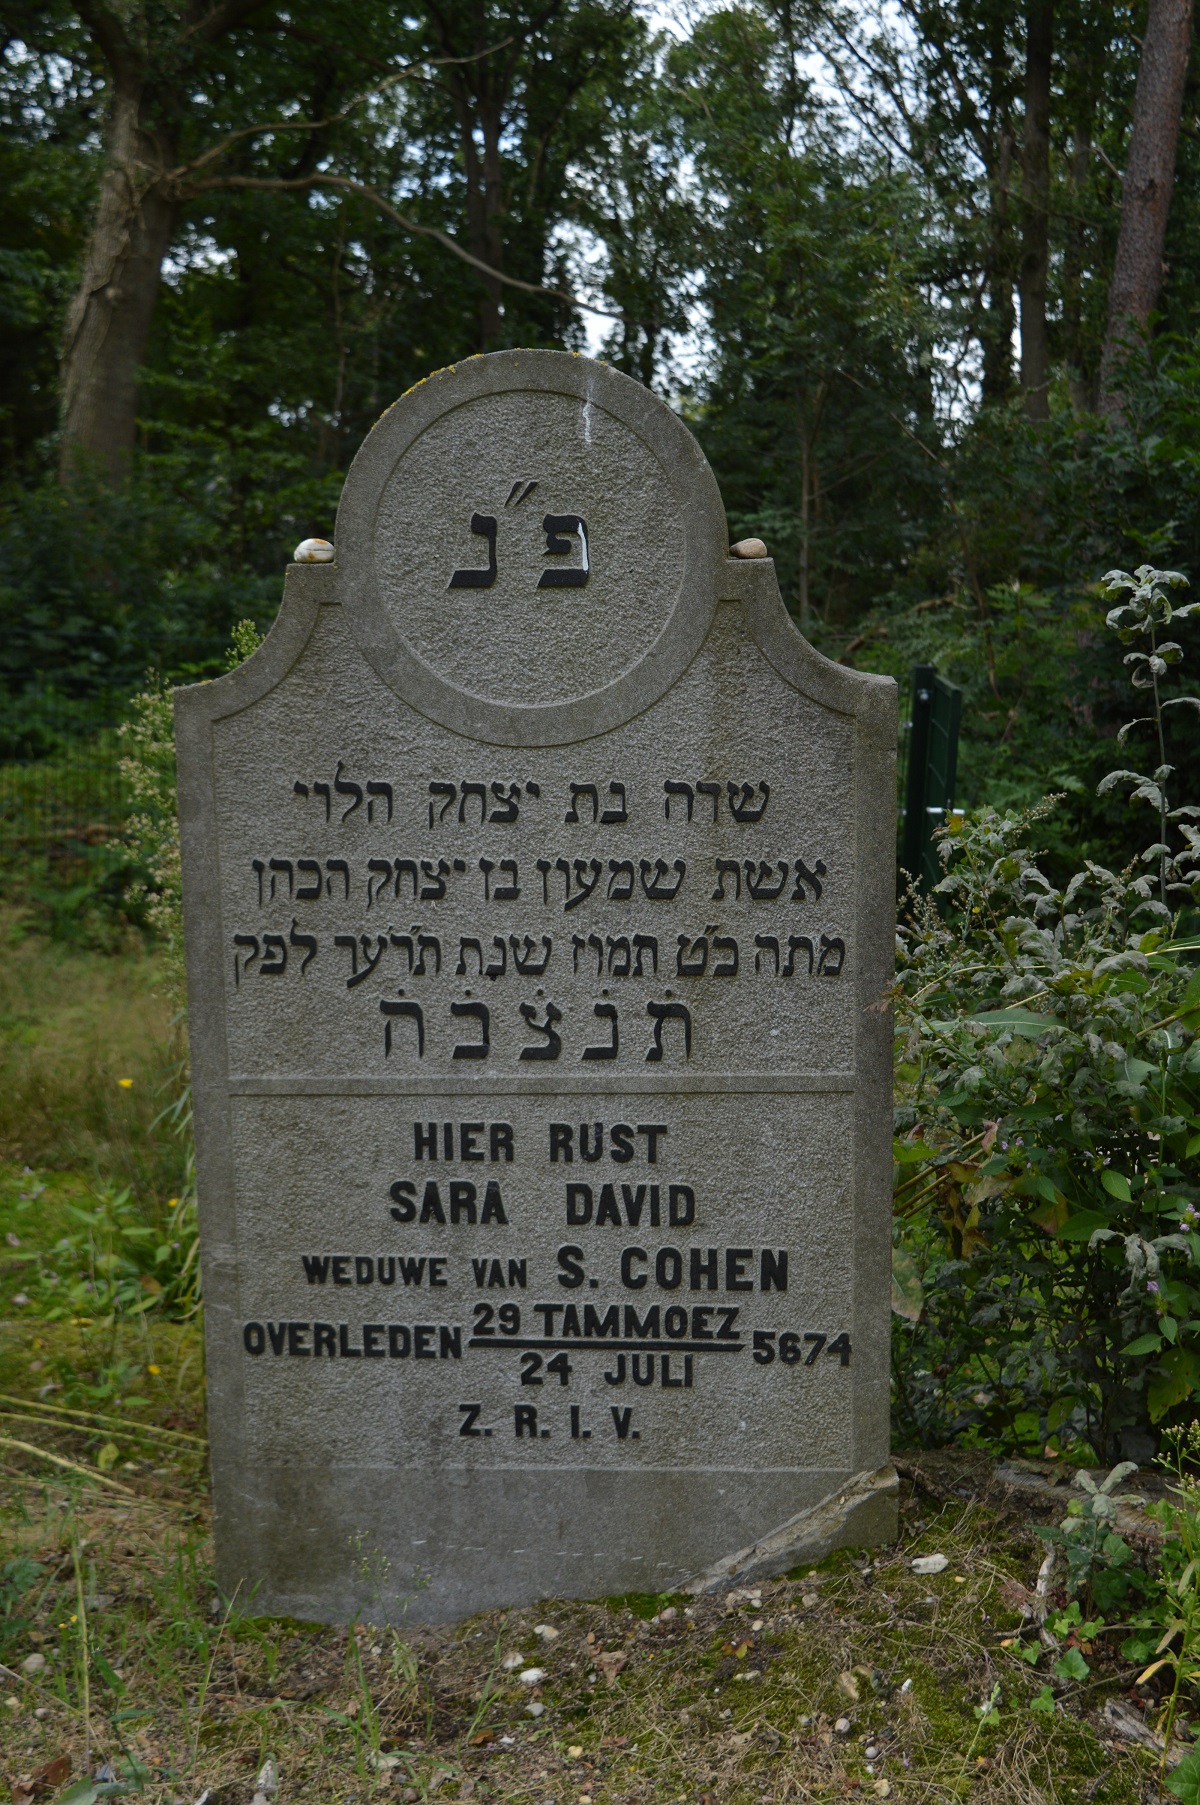 פ״נ
שרה בת יצחק הלוי
אשת שמעון בן יצחק הכהן
מתה כ״ט תמוז שנת תר״עד לפק
תׄנׄצׄבׄהׄ
HIER RUST
SARA DAVID
WEDUWE VAN S. COHEN
OVERLEDEN 29 TAMMOEZ 5674
24 JULI
Z. R. I. V.